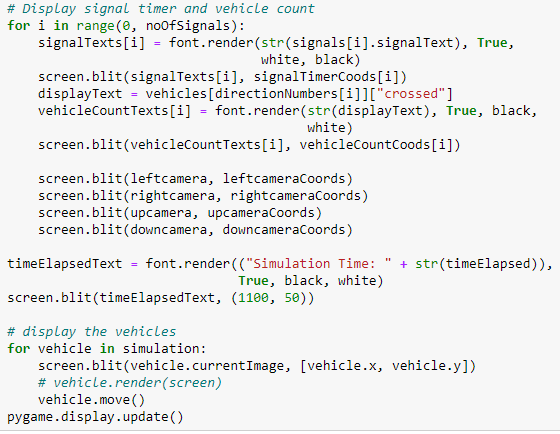 # Display signal timer and vehicle count
for i in range(0, noOfSignals):
    signalTexts[i] = font.render(str(signals[i].signalText), True,
                                white, black)
    screen.blit(signalTexts[i], signalTimerCoods[i])
    displayText = vehicles[directionNumbers[i]]["crossed"]
    vehicleCountTexts[i] = font.render(str(displayText), True, black,
                                      white)
    screen.blit(vehicleCountTexts[i], vehicleCountCoods[i])

    screen.blit(leftcamera, leftcameraCoords)
    screen.blit(rightcamera, rightcameraCoords)
    screen.blit(upcamera, upcameraCoords)
    screen.blit(downcamera, downcameraCoords)

timeElapsedText = font.render(("Simulation Time: " + str(timeElapsed)),
                              True, black, white)
screen.blit(timeElapsedText, (1100, 50))

# display the vehicles
for vehicle in simulation:
    screen.blit(vehicle.currentImage, [vehicle.x, vehicle.y])
    # vehicle.render(screen)
    vehicle.move()
pygame.display.update()